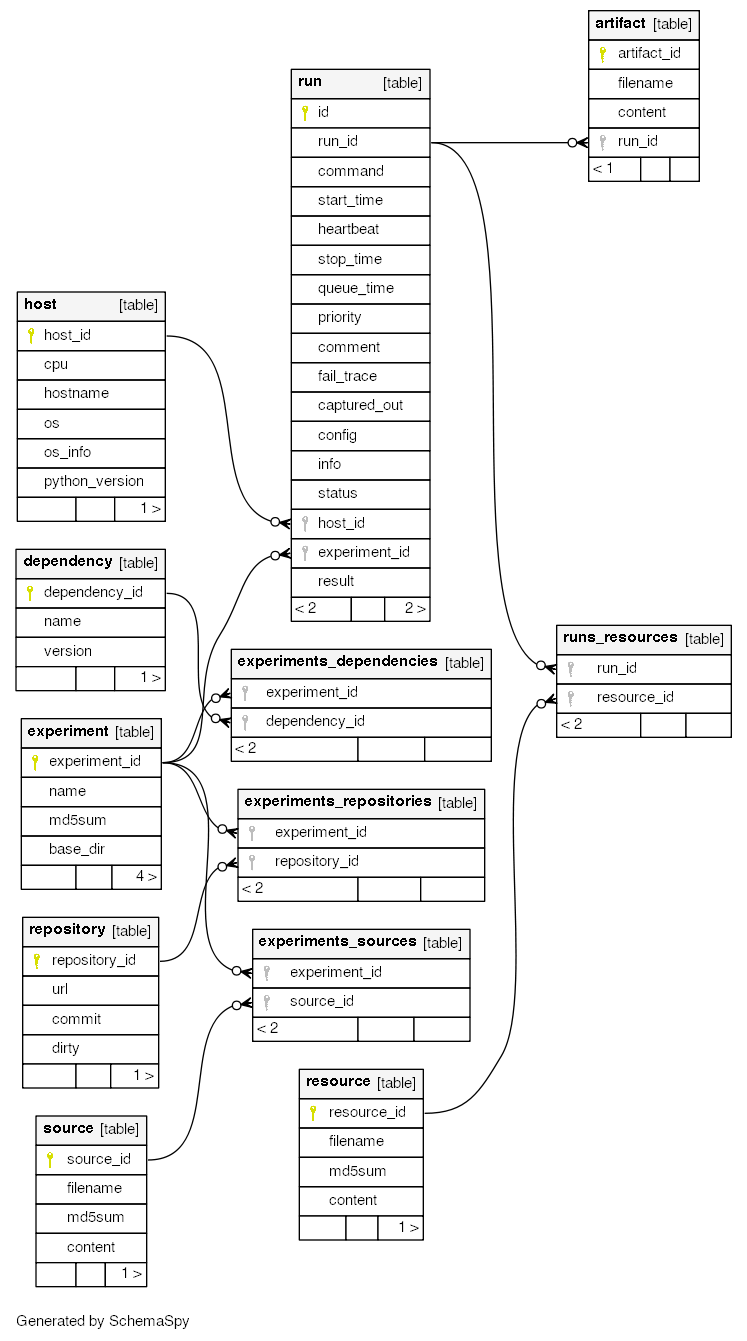 artifact [table]
artifact_id
filename
content
run_id
< 1
run [table]
id
run_id
command
start_time
heartbeat
stop_time
queue_time
priority
comment
fail_trace
captured_out
config
info
status
host_id
experiment_id
result
< 2 2 >
host [table]
host_id
cpu
hostname
os
os_info
python_version
1 >
dependency [table]
dependency_id
name
version
1 >
experiments_dependencies [table]
experiment_id
dependency_id
< 2
runs_resources [table]
run_id
resource_id
< 2
experiment [table]
experiment_id
name
md5sum
base_dir
4 >
experiments_repositories [table]
experiment_id
repository_id
< 2
repository [table]
repository_id
url
commit
dirty
1 >
experiments_sources [table]
experiment_id
source_id
< 2
resource [table]
resource_id
filename
md5sum
content
1 >
source [table]
source_id
filename
md5sum
content
1 >
Generated by SchemaSpy